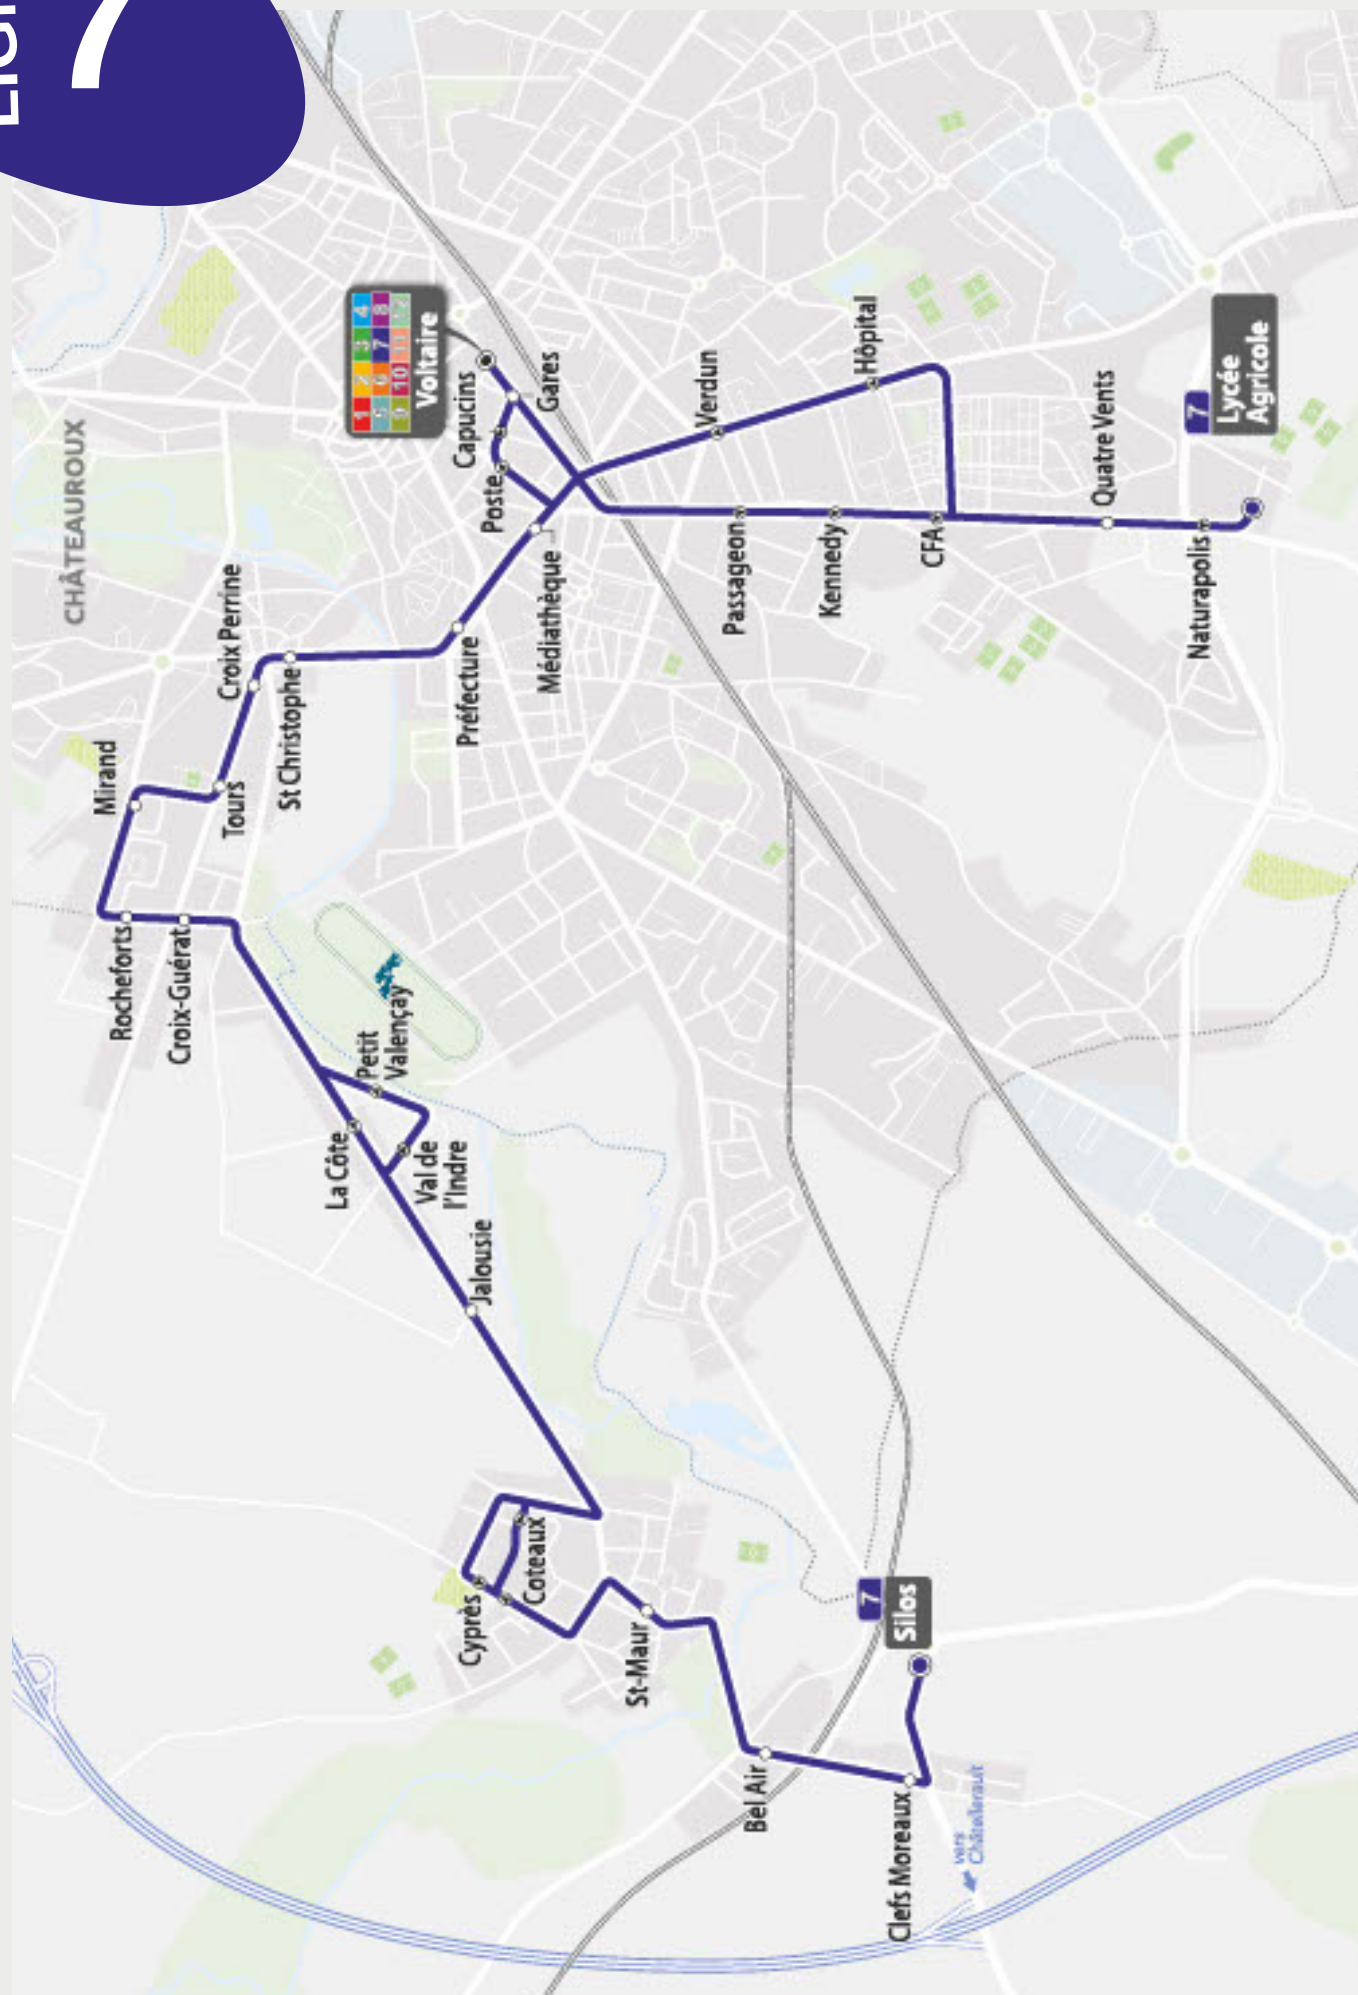 7
CHÂTEAUROUX
1 2 3 4
5 6 7 8
9 10 11 12
Voltaire
Capucins
Gares
Poste
Médiathèque
Préfecture
Croix Perrine
St Christophe
Tours
Mirand
Rocheforts
Croix-Guérat
Petit
Valençay
La Côte
Val de
l'Indre
Jalousie
Coteaux
Cyprès
St-Maur
Bel Air
Clefs Moreaux
7
Silos
vers
Châtellerault
Verdun
Hôpital
Passageon
Kennedy
CFA
Quatre Vents
Naturapolis
7
Lycée
Agricole